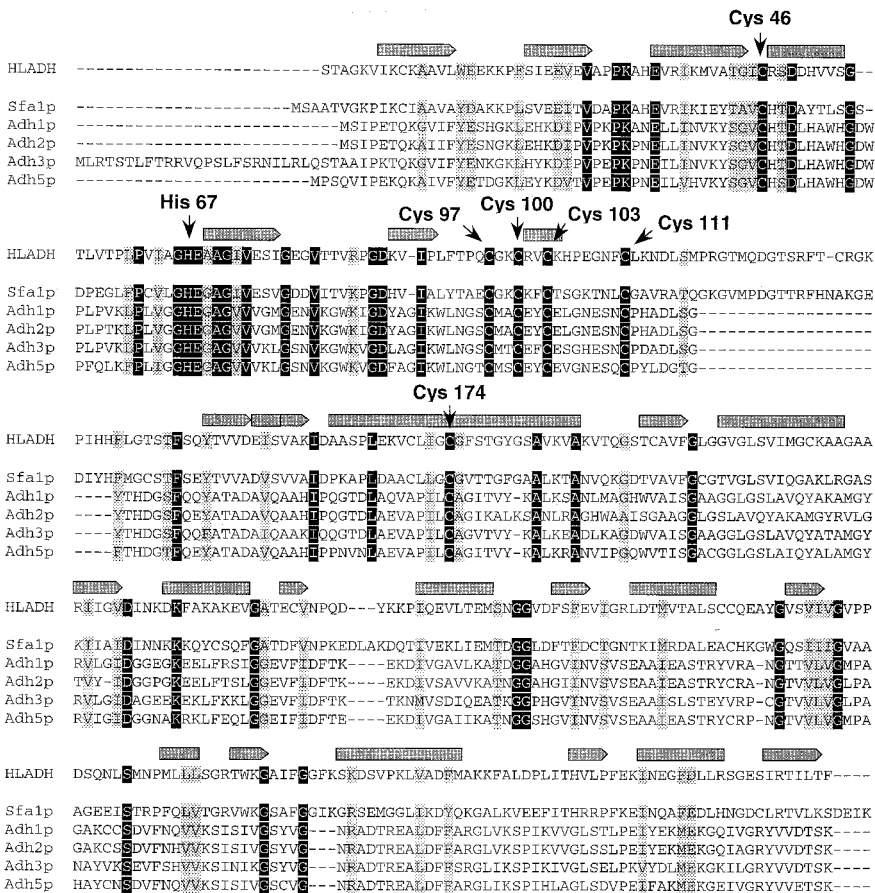 Cys 46
HLADH -------------------------STAGKVIKCKAAVLWEEKKPFSIEEVEVAPPKAHEVRIKMVATGICRSDDHVVSG--
Sfa1p ----------------------MSAATVGKPIKCIAAVAYDAKKPLSVEEITVDAPKAHEVRIKIEYTAVCHTDAYTLSGS-
Adh1p ---------------------------MSIPETQKGVIFYESHGKLEHKDIPVPKPKANELLINVKYSGVCHTDLHAWHGDW
Adh2p ---------------------------MSIPETQKAIIFYESNGKLEHKDIPVPKPKPNELLINVKYSGVCHTDLHAWHGDW
Adh3p MLRTSTLFTRRVQPSLFSRNILRLQSTAAIPKTQKGVIFYENKGKLHYKDIPVPEPKPNEILINVKYSGVCHTDLHAWHGDW
Adh5p ------------------------MPSQVIPEKQKAIVFYETDGKLEYKDVTVPEPKPNEILVHVKYSGVCHSDLHAWHGDW
His 67 Cys 97 Cys 100 Cys 103 Cys 111
HLADH TLVTPLPVIAGHEAAGIVESIGEGVTTVRPGDKV-IPLFTPQCGKCRVCKHPEGNFCLKNDLSMPRGTMQDGTSRFT-CRGK
Sfa1p DPEGLFPCVLGHEGAGIVESVGDDVITVKPGDHV-IALYTAECGKCKFCTSGKTNLCGAVRATQGKGVMPDGTTRFHNAKGE
Adh1p PLPVKLPLVGGHEGAGVVVGMGENVKGWKIGDYAGIKWLNGSCMACEYCELGNESNCPHADLSG------------------
Adh2p PLPTKLPLVGGHEGAGVVVGMGENVKGWKIGDYAGIKWLNGSCMACEYCELGNESNCPHADLSG------------------
Adh3p PLPVKLPLVGGHEGAGVVVKLGSNVKGWKVGDLAGIKWLNGSCMTCEFCESGHESNCPDADLSG------------------
Adh5p PFQLKFPLIGGHEGAGVVVKLGSNVKGWKVGDFAGIKWLNGTCMSCEYCEVGNESQCPYLDGTG------------------
Cys 174
HLADH PIHHFLGTSTFSQYTVVDEISVAKIDAASPLEKVCLIGCGFSTGYGSAVKVAKVTQGSTCAVFGLGGVGLSVIMGCKAAGAA
Sfa1p DIYHFMGCSTFSEYTVVADVSVVAIDPKAPLDAACLLGCGVTTGFGAALKTANVQKGDTVAVFGCGTVGLSVIQGAKLRGAS
Adh1p ----YTHDGSFQQYATADAVQAAHIPQGTDLAQVAPILCAGITVY-KALKSANLMAGHWVAISGAAGGLGSLAVQYAKAMGY
Adh2p ----YTHDGSFQEYATADAVQAAHIPQGTDLAEVAPILCAGIKALKSANLRAGHWAAISGAAGGLGSLAVQYAKAMGYRVLG
Adh3p ----YTHDGSFQQFATADAIQAAKIQQGTDLAEVAPVLCAGVTVY-KALKEADLKAGDWVAISGAAGGLGSLAVQYATAMGY
Adh5p ----FTHDGTFQEYATADAVQAAHIPPNVNLAEVAPILCAGITVY-KALKRANVIPGQWVTISGACGGLGSLAIQYALAMGY
HLADH RIIGVDINKDKFAKAKEVGATECVNPQD---YKKPIQEVLTEMSNGGVDFSFEVIGRLDTMVTALSCCQEAYGVSVIVGVPP
Sfa1p KIIAIDINNKKKQYCSQFGATDFVNPKEDLAKDQTIVEKLIEMTDGGLDFTFDCTGNTKIMRDALEACHKGWGQSIIIGVAA
Adh1p RVLGIDGGEGKEELFRSIGGEVFIDFTK----EKDIVGAVLKATDGGAHGVINVSVSEAAIEASTRYVRA-NGTTVLVGMPA
Adh2p TVY-IDGGPGKEELFTSLGGEVFIDFTK----EKDIVSAVVKATNGGAHGIINVSVSEAAIEASTRYCRA-NGTVVLVGLPA
Adh3p RVLGIDAGEEKEKLFKKLGGEVFIDFTK----TKNMVSDIQEATKGGPHGVINVSVSEAAISLSTEYVRP-CGTVVLVGLPA
Adh5p RVIGIDGGNAKRKLFEQLGGEIFIDFTE----EKDIVGAIIKATNGGSHGVINVSVSEAAIEASTRYCRP-NGTVVLVGMPA
HLADH DSQNLSMNPMLLLSGRTWKGAIFGGFKSKDSVPKLVADFMAKKFALDPLITHVLPFEKINEGFDLLRSGESIRTILTF----
Sfa1p AGEEISTRPFQLVTGRVWKGSAFGGIKGRSEMGGLIKDYQKGALKVEEFITHRRPFKEINQAFEDLHNGDCLRTVLKSDEIK
Adh1p GAKCCSDVFNQVVKSISIVGSYVG---NRADTREALDFFARGLVKSPIKVVGLSTLPEIYEKMEKGQIVGRYVVDTSK----
Adh2p GAKCSSDVFNHVVKSISIVGSYVG---NRADTREALDFFARGLVKSPIKVVGLSSLPEIYEKMEKGQIAGRYVVDTSK----
Adh3p NAYVKSEVFSHVVKSINIKGSYVG---NRADTREALDFFSRGLIKSPIKIVGLSELPKVYDLMEKGKILGRYVVDTSK----
Adh5p HAYCNSDVFNQVVKSISIVGSCVG---NRADTREALDFFARGLIKSPIHLAGLSDVPEIFAKMEKGEIVGRYVVETSK----